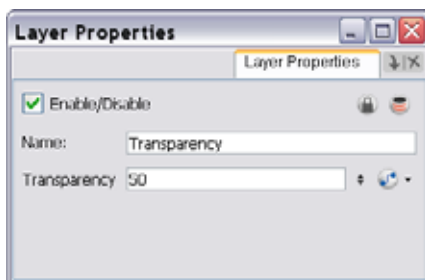 Layer Properties
Layer Properties
Enable/Disable
Name: Transparency
Transparency 50